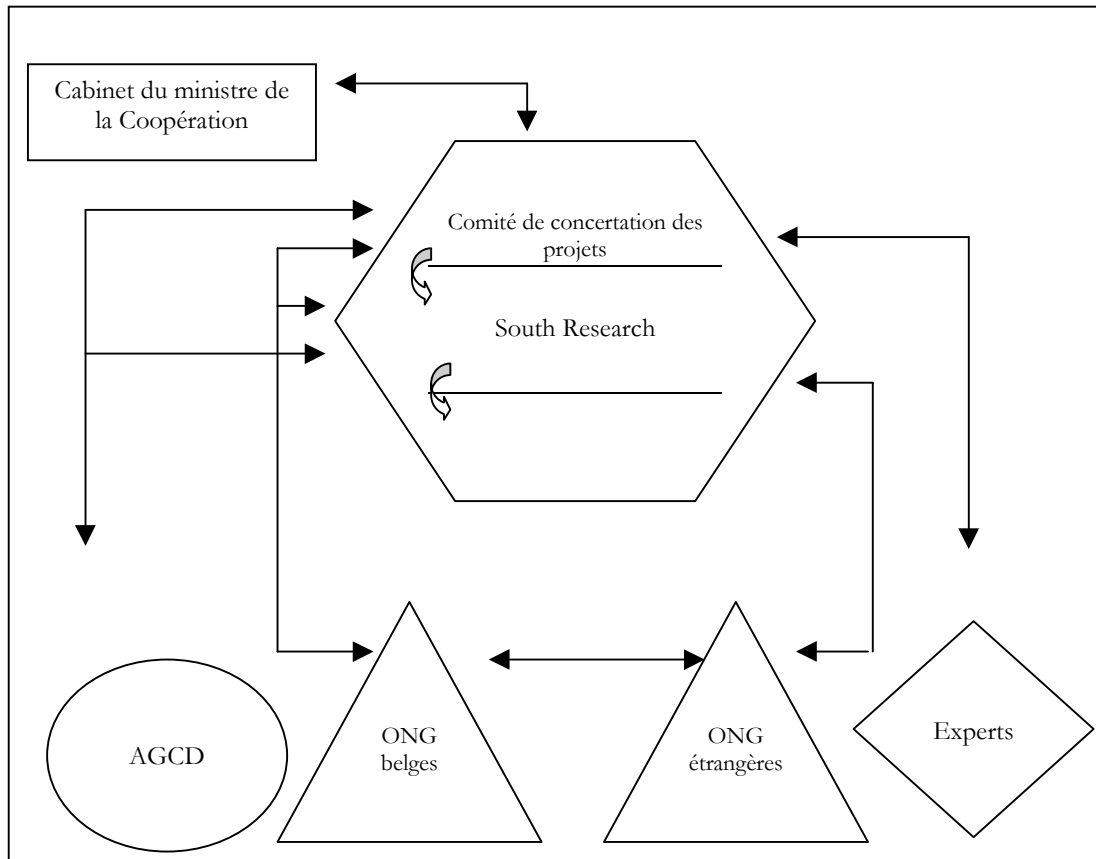 Cabinet du ministre de
la Coopération
Comité de concertation des
projets
South Research
AGCD
ONG
belges
ONG
étrangères
Experts